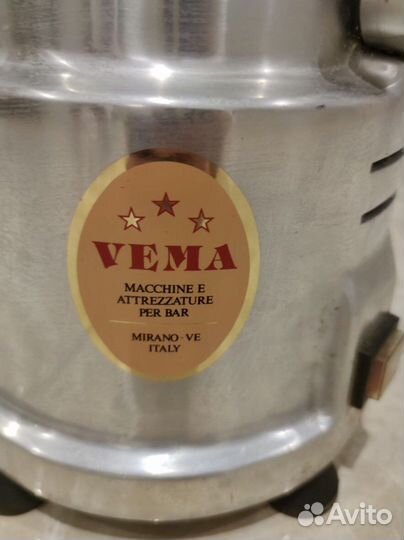 VEMA
MACCHINE E
ATTREZZATURE
PER BAR
MIRANO - VE
ITALY
Avito